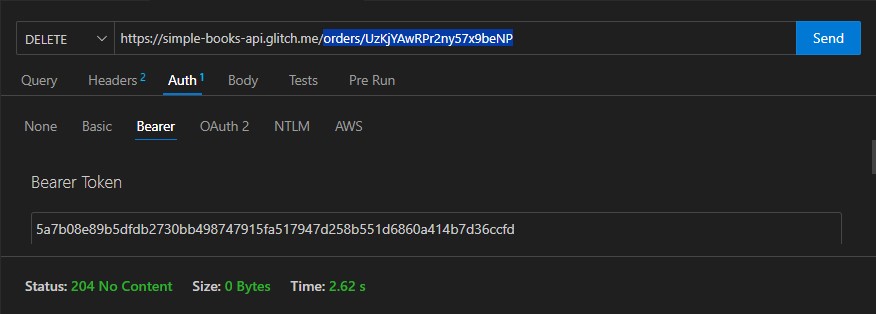 DELETE https://simple-books-api.glitch.me/orders/UzKjYAwRPr2ny57x9beNP Send
Query Headers 2 Auth 1 Body Tests Pre Run
None Basic Bearer OAuth 2 NTLM AWS
Bearer Token
5a7b08e89b5dfdb2730bb498747915fa517947d258b551d6860a414b7d36ccfd
Status: 204 No Content Size: 0 Bytes Time: 2.62 s